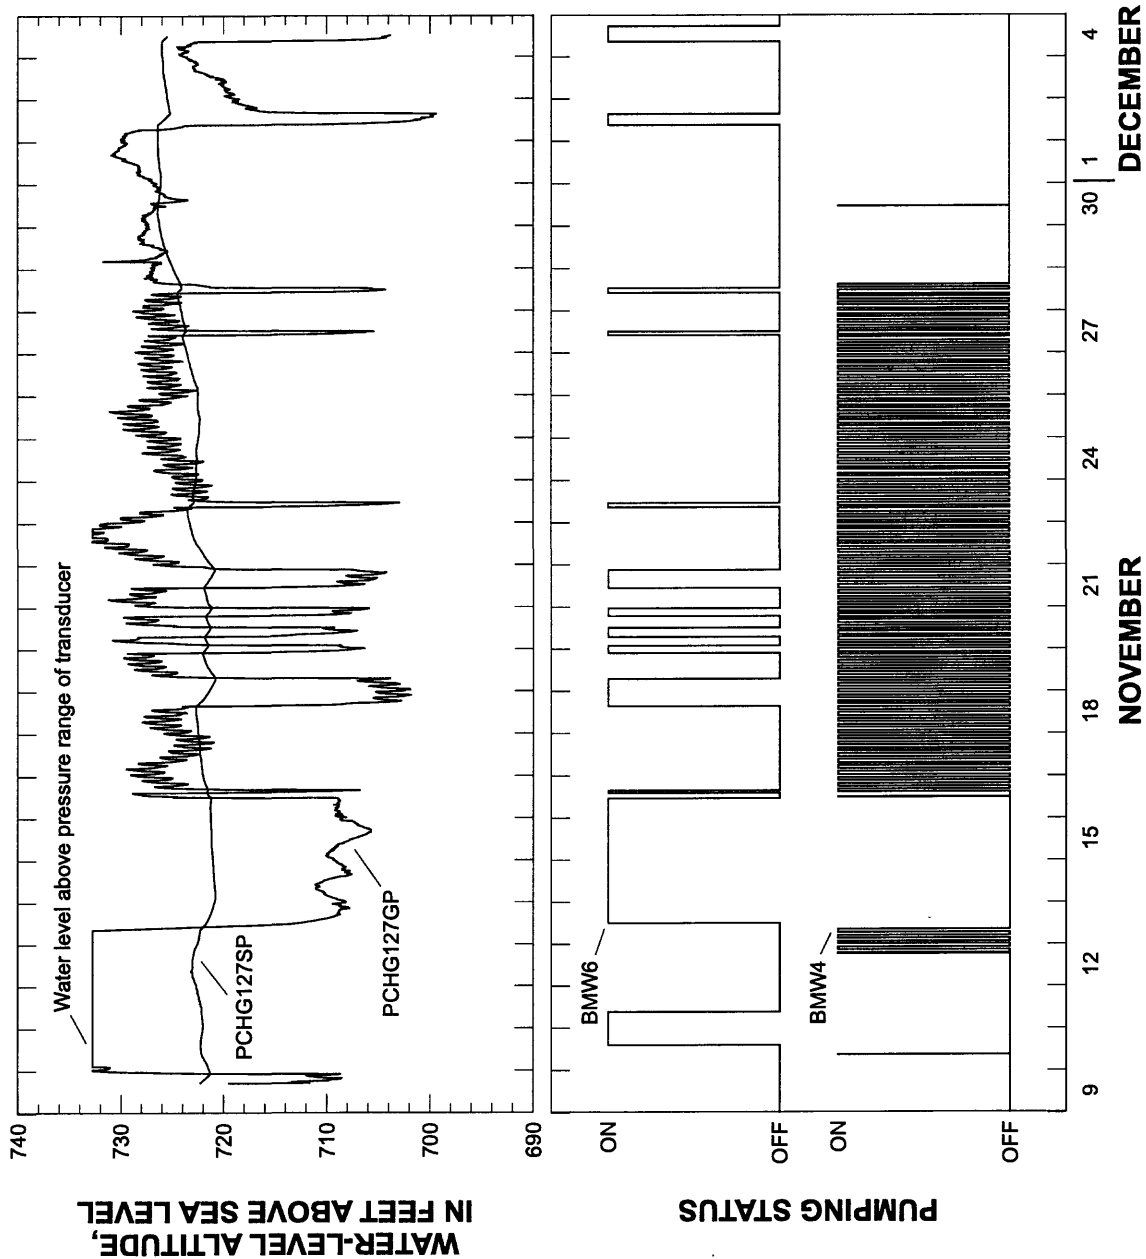 WATER-LEVEL ALTITUDE,
IN FEET ABOVE SEA LEVEL
740
730
720
710
700
690
Water level above pressure range of transducer
PCHG127SP
PCHG127GP
PUMPING STATUS
ON
OFF
BMW6
ON
OFF
BMW4
9
12
15
18
21
24
27
30
1
4
NOVEMBER
DECEMBER